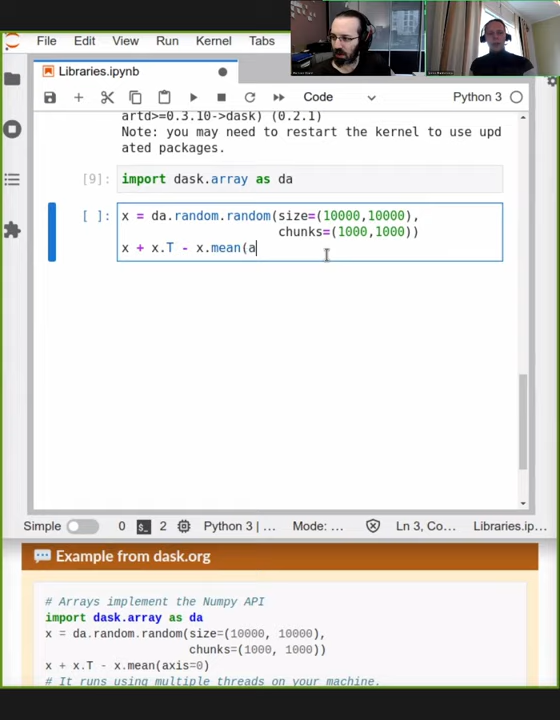 File Edit View Run Kernel Tabs
Libraries.ipynb
Code Python 3
artd>=0.3.10->dask) (0.2.1)
Note: you may need to restart the kernel to use upd
ated packages.
[9]: import dask.array as da
[ ]: x = da.random.random(size=(10000,10000),
chunks=(1000,1000))
x + x.T - x.mean(a
Simple 0 2 Python 3 | ... Mode: ... Ln 3, Co... Libraries.ip...
Example from dask.org
# Arrays implement the Numpy API
import dask.array as da
x = da.random.random(size=(10000, 10000),
chunks=(1000, 1000))
x + x.T - x.mean(axis=0)
# It runs using multiple threads on your machine.